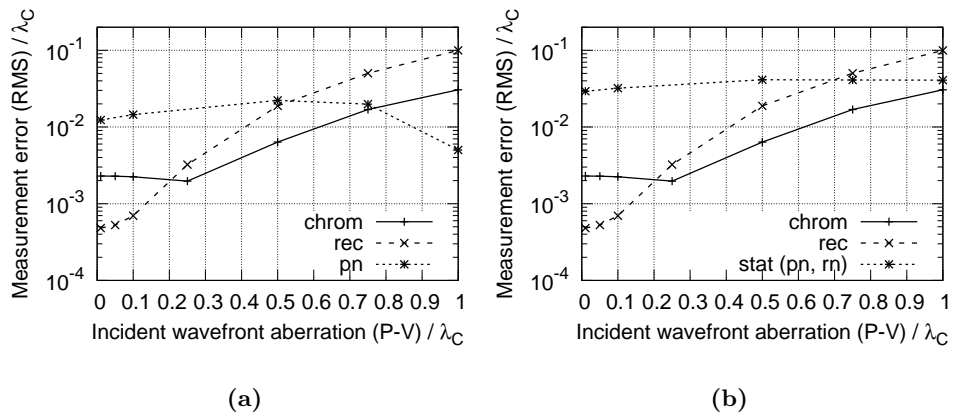 Measurement error (RMS) / λC
10-1
10-2
10-3
10-4
chrom
rec
pn
0 0.1 0.2 0.3 0.4 0.5 0.6 0.7 0.8 0.9 1
Incident wavefront aberration (P-V) / λC
(a)
Measurement error (RMS) / λC
10-1
10-2
10-3
10-4
chrom
rec
stat (pn, rn)
0 0.1 0.2 0.3 0.4 0.5 0.6 0.7 0.8 0.9 1
Incident wavefront aberration (P-V) / λC
(b)